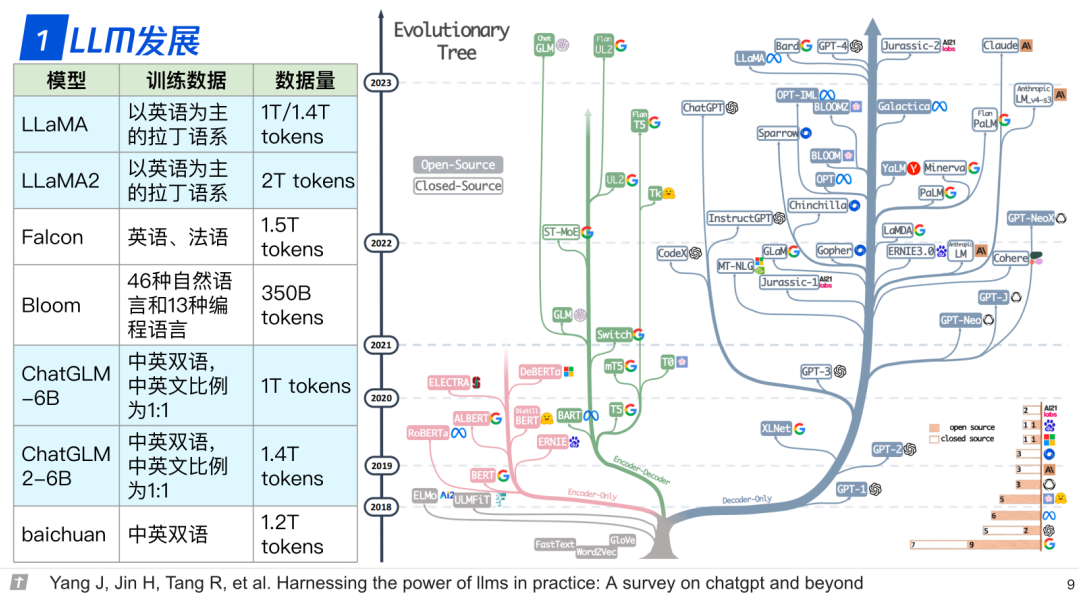 1 LLM发展
模型 训练数据 数据量
LLaMA 以英语为主的拉丁语系 1T/1.4T tokens
LLaMA2 以英语为主的拉丁语系 2T tokens
Falcon 英语、法语 1.5T tokens
Bloom 46种自然语言和13种编程语言 350B tokens
ChatGLM-6B 中英双语,中英文比例为1:1 1T tokens
ChatGLM2-6B 中英双语,中英文比例为1:1 1.4T tokens
baichuan 中英双语 1.2T tokens
Evolutionary
Tree
Open-Source
Closed-Source
2023
2022
2021
2020
2019
2018
Chat GLM
Flan UL2
Flan T5
UL2
Tk
ST-MoE
GLM
Switch
mT5
T0
T5
BART
Encoder-Decoder
DeBERTa
ELECTRA
ALBERT
Distill BERT
RoBERTa
ERNIE
BERT
Encoder-Only
ELMo AI2
ULMFiT
FastText
GloVe
Word2Vec
Bard
GPT-4
Jurassic-2 AI21 labs
Claude A\
LLaMA
OPT-IML
BLOOMZ
Galactica
Anthropic LM_v4-s3 A\
ChatGPT
Flan PaLM
Sparrow
BLOOM
OPT
YaLM
Minerva
PaLM
Chinchilla
InstructGPT
GPT-NeoX
LaMDA
CodeX
GLaM
Gopher
ERNIE3.0
Anthropic LM A\
Cohere
MT-NLG
Jurassic-1 AI21 labs
GPT-J
GPT-Neo
GPT-3
XLNet
GPT-2
GPT-1
Decoder-Only
open source
closed source
2 AI21 labs
1 1
1 1
3
3 A\
3
5
6
5 2
7 9
Yang J, Jin H, Tang R, et al. Harnessing the power of llms in practice: A survey on chatgpt and beyond
9